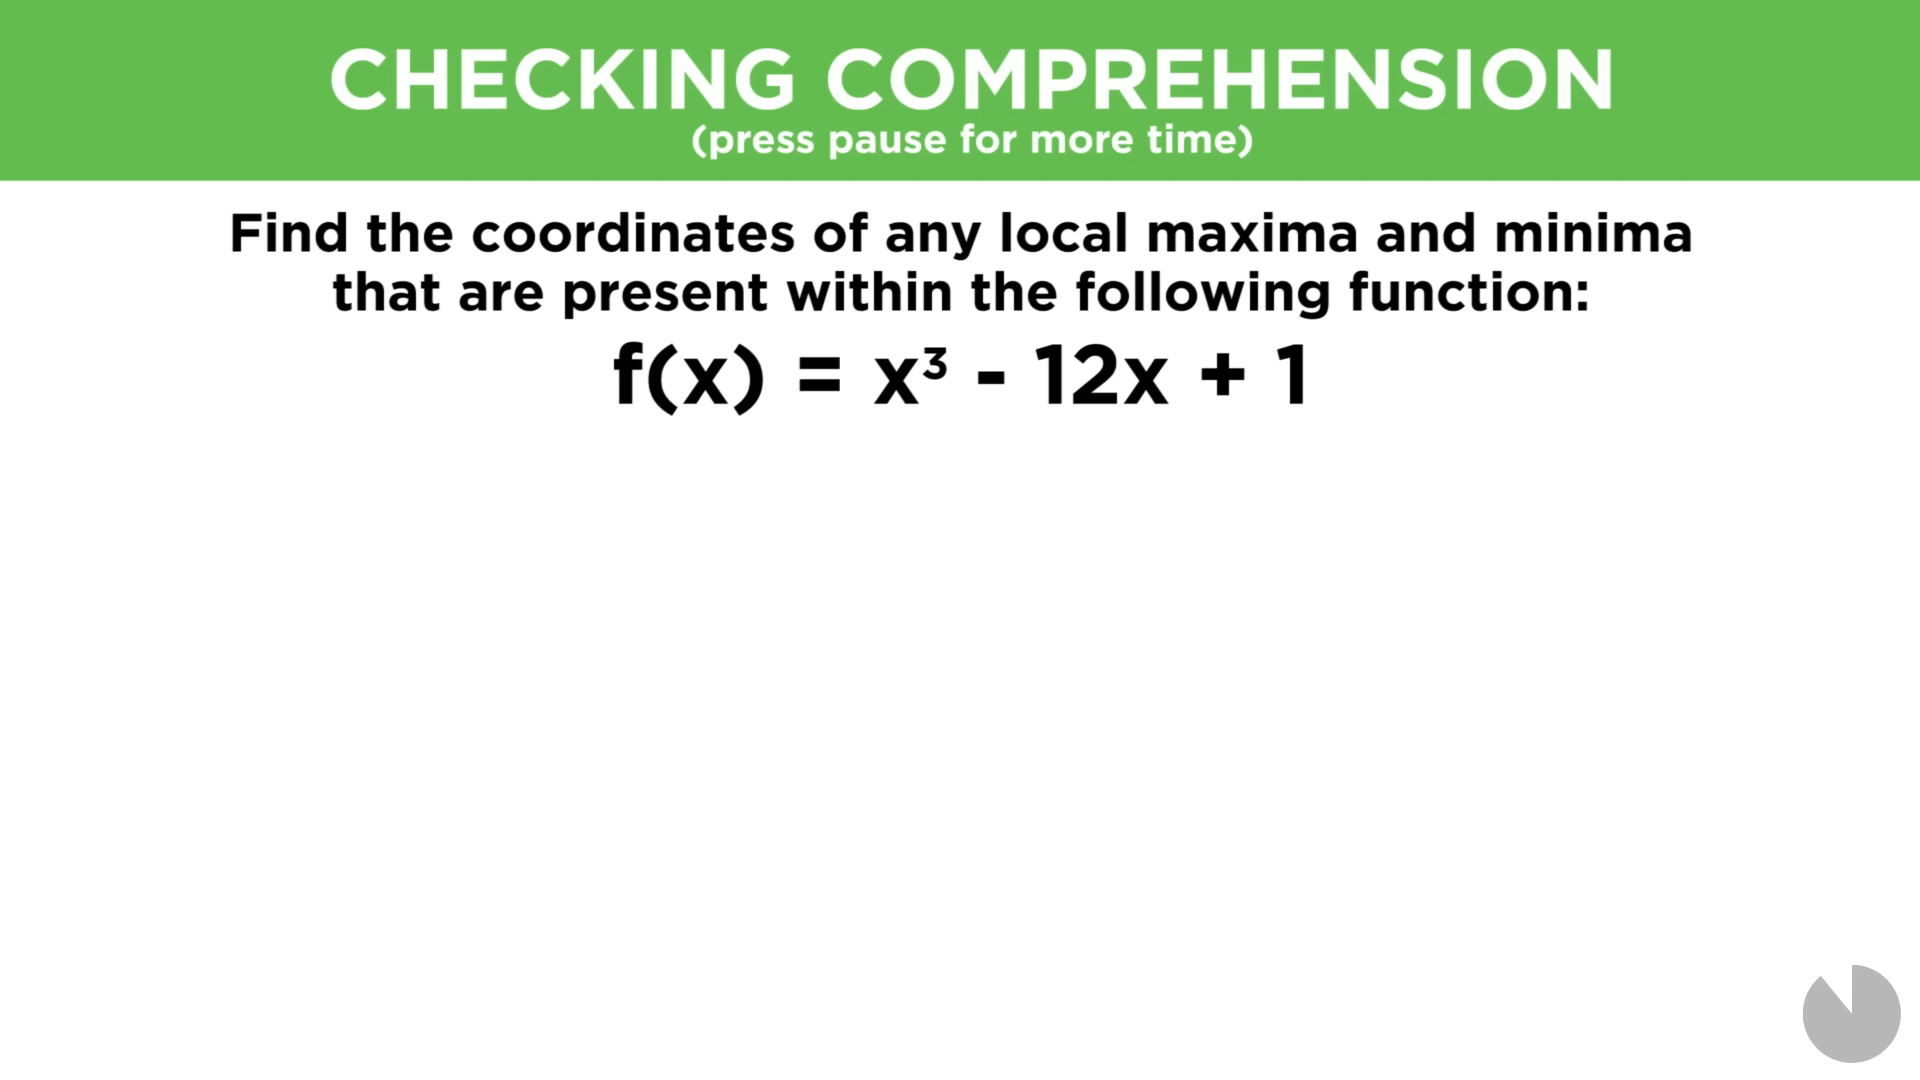 CHECKING COMPREHENSION
(press pause for more time)
Find the coordinates of any local maxima and minima
that are present within the following function:
f(x) = x³ - 12x + 1